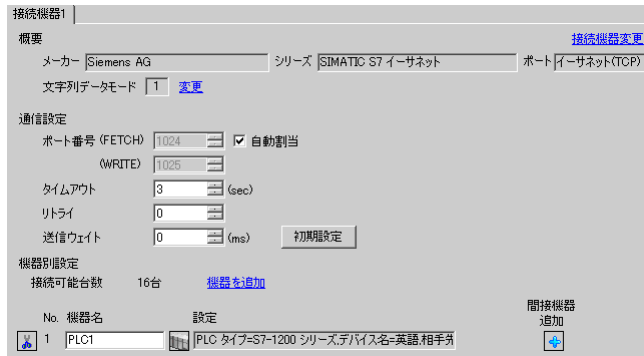 接続機器1
概要 接続機器変更
メーカー Siemens AG シリーズ SIMATIC S7 イーサネット ポート イーサネット(TCP)
文字列データモード 1 変更
通信設定
ポート番号 (FETCH) 1024 自動割当
(WRITE) 1025
タイムアウト 3 (sec)
リトライ 0
送信ウェイト 0 (ms) 初期設定
機器別設定
接続可能台数 16台 機器を追加
間接機器
No. 機器名 設定 追加
1 PLC1 PLC タイプ=S7-1200 シリーズ,デバイス名=英語,相手